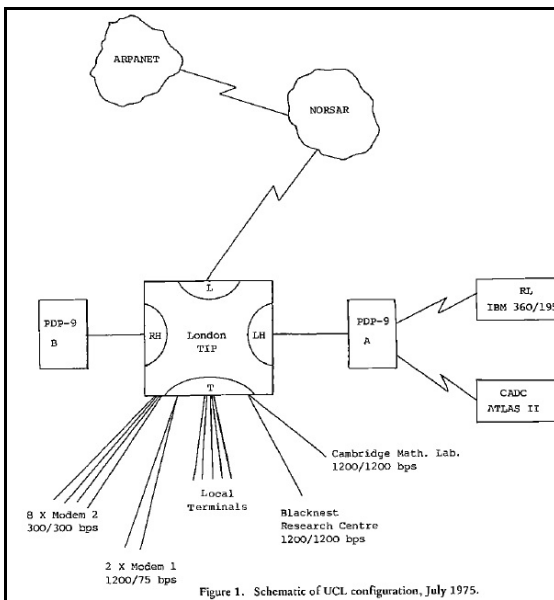 ARPANET
NORSAR
L
PDP-9
B
RH
London
TIP
LH
PDP-9
A
RL
IBM 360/195
CADC
ATLAS II
T
Cambridge Math. Lab.
1200/1200 bps
Local
Terminals
8 X Modem 2
300/300 bps
Blacknest
Research Centre
1200/1200 bps
2 X Modem 1
1200/75 bps
Figure 1. Schematic of UCL configuration, July 1975.